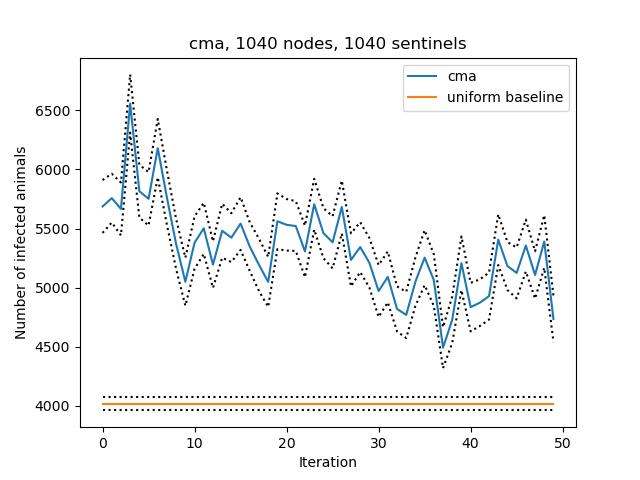 cma, 1040 nodes, 1040 sentinels
cma
uniform baseline
Number of infected animals
6500
6000
5500
5000
4500
4000
0 10 20 30 40 50
Iteration